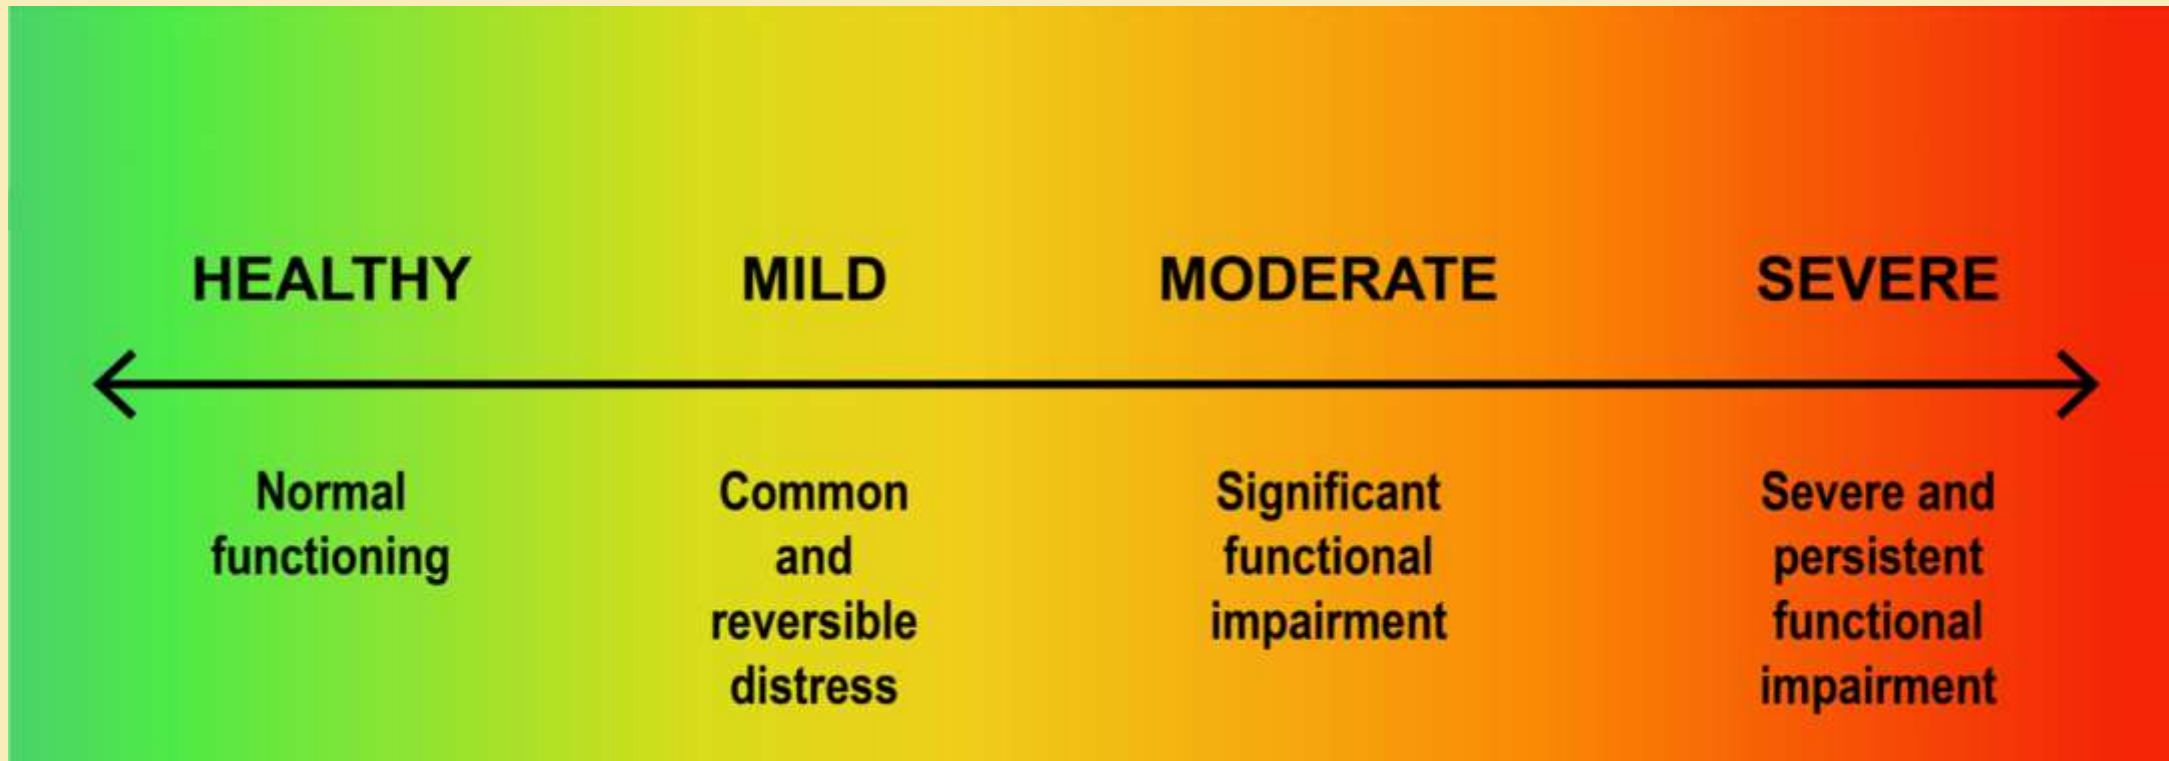 HEALTHY
MILD
MODERATE
SEVERE
Normal
functioning
Common
and
reversible
distress
Significant
functional
impairment
Severe and
persistent
functional
impairment